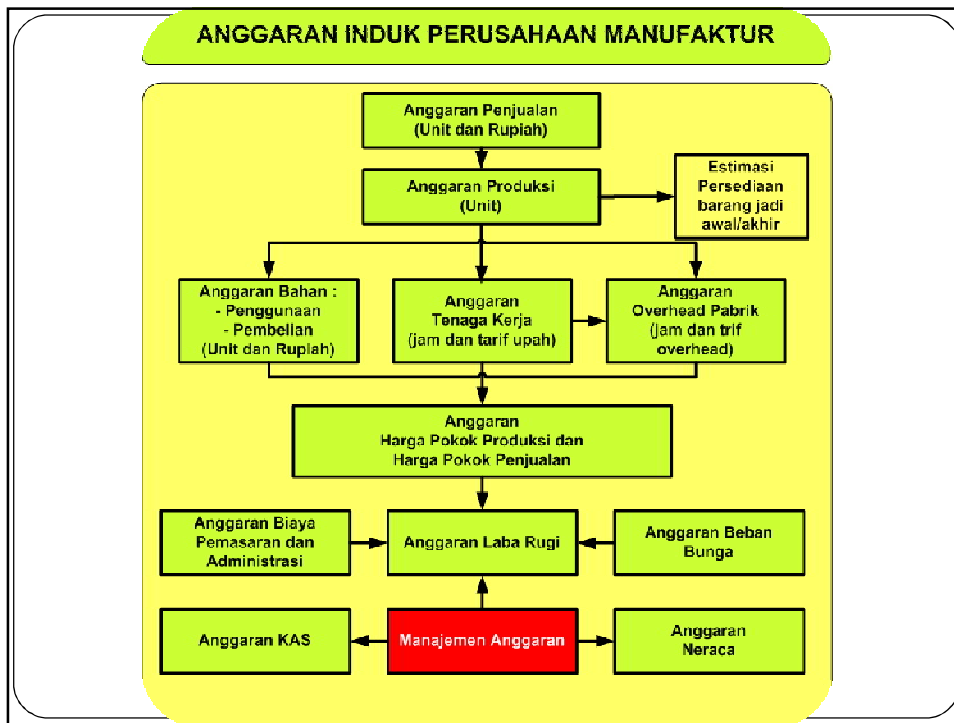 ANGGARAN INDUK PERUSAHAAN MANUFAKTUR
Anggaran Penjualan
(Unit dan Rupiah)
Anggaran Produksi
(Unit)
Estimasi
Persediaan
barang jadi
awal/akhir
Anggaran Bahan :
- Penggunaan
- Pembelian
(Unit dan Rupiah)
Anggaran
Tenaga Kerja
(jam dan tarif upah)
Anggaran
Overhead Pabrik
(jam dan trif
overhead)
Anggaran
Harga Pokok Produksi dan
Harga Pokok Penjualan
Anggaran Biaya
Pemasaran dan
Administrasi
Anggaran Laba Rugi
Anggaran Beban
Bunga
Anggaran KAS
Manajemen Anggaran
Anggaran
Neraca